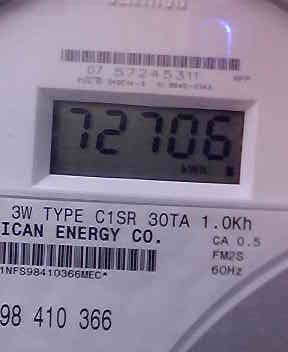 07 57245311
72706
kWh
3W TYPE C1SR 30TA 1.0Kh
ICAN ENERGY CO.
CA 0.5
FM2S
60Hz
1NFS98410366MEC*
98 410 366